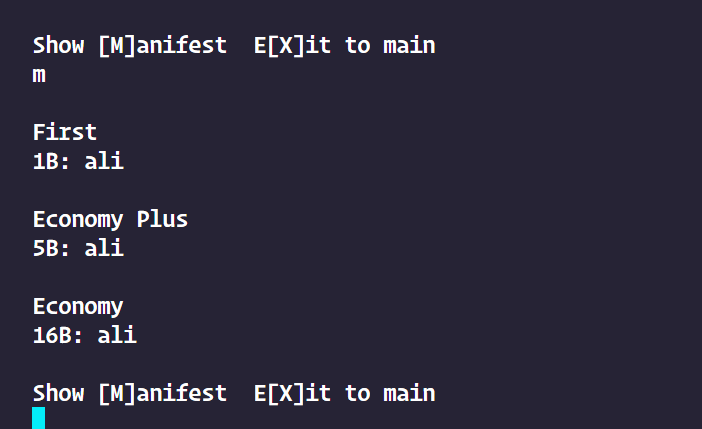 Show [M]anifest  E[X]it to main
m
First
1B: ali
Economy Plus
5B: ali
Economy
16B: ali
Show [M]anifest  E[X]it to main